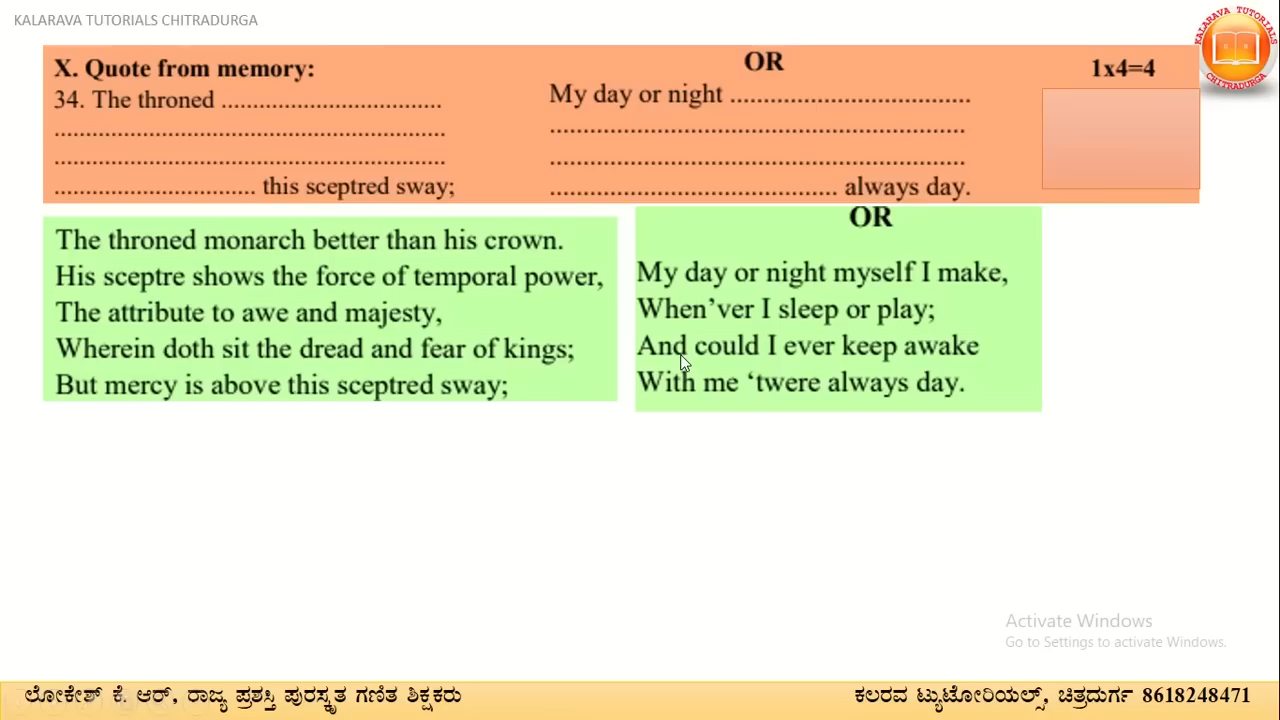 KALARAVA TUTORIALS CHITRADURGA
KALARAVA TUTORIALS
CHITRADURGA
X. Quote from memory:
OR
1x4=4
34. The throned ..................................
..............................................................
..............................................................
................................ this sceptred sway;
My day or night ......................................
..................................................................
..................................................................
............................................. always day.
The throned monarch better than his crown.
His sceptre shows the force of temporal power,
The attribute to awe and majesty,
Wherein doth sit the dread and fear of kings;
But mercy is above this sceptred sway;
OR
My day or night myself I make,
When’ver I sleep or play;
And could I ever keep awake
With me ‘twere always day.
Activate Windows
Go to Settings to activate Windows.
ಲೋಕೇಶ್ ಕೆ. ಆರ್, ರಾಜ್ಯ ಪ್ರಶಸ್ತಿ ಪುರಸ್ಕೃತ ಗಣಿತ ಶಿಕ್ಷಕರು
ಕಲರವ ಟ್ಯುಟೋರಿಯಲ್ಸ್, ಚಿತ್ರದುರ್ಗ 8618248471